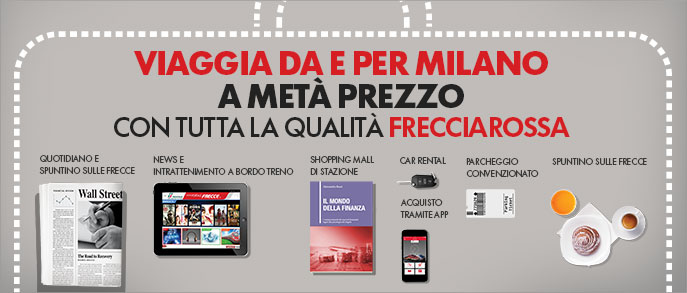 VIAGGIA DA E PER MILANO
A METÀ PREZZO
CON TUTTA LA QUALITÀ FRECCIAROSSA
QUOTIDIANO E
SPUNTINO SULLE FRECCE
NEWS E
INTRATTENIMENTO A BORDO TRENO
SHOPPING MALL
DI STAZIONE
CAR RENTAL
ACQUISTO
TRAMITE APP
PARCHEGGIO
CONVENZIONATO
SPUNTINO SULLE FRECCE
Wall Street
The Road to Recovery
FRECCE
IL MONDO
DELLA FINANZA
Parking
Ticket